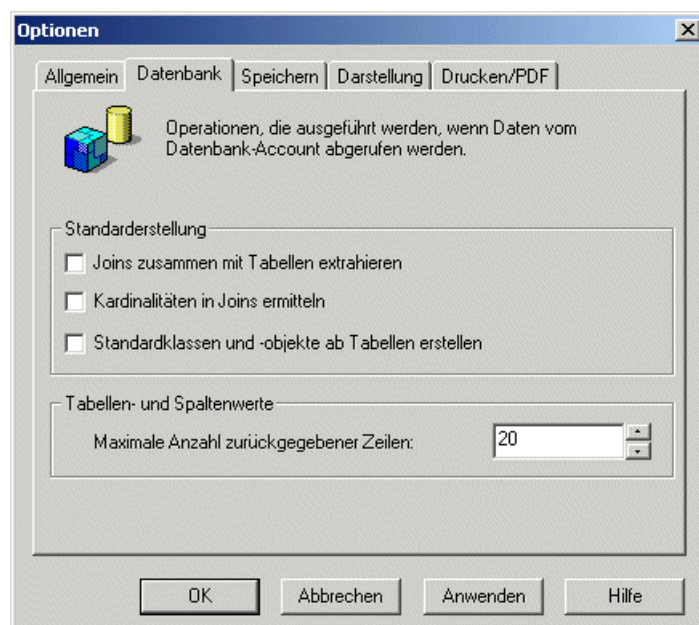 Optionen
Allgemein
Datenbank
Speichern
Darstellung
Drucken/PDF
Operationen, die ausgeführt werden, wenn Daten vom
Datenbank-Account abgerufen werden.
Standarderstellung
Joins zusammen mit Tabellen extrahieren
Kardinalitäten in Joins ermitteln
Standardklassen und -objekte ab Tabellen erstellen
Tabellen- und Spaltenwerte
Maximale Anzahl zurückgegebener Zeilen:
20
OK
Abbrechen
Anwenden
Hilfe